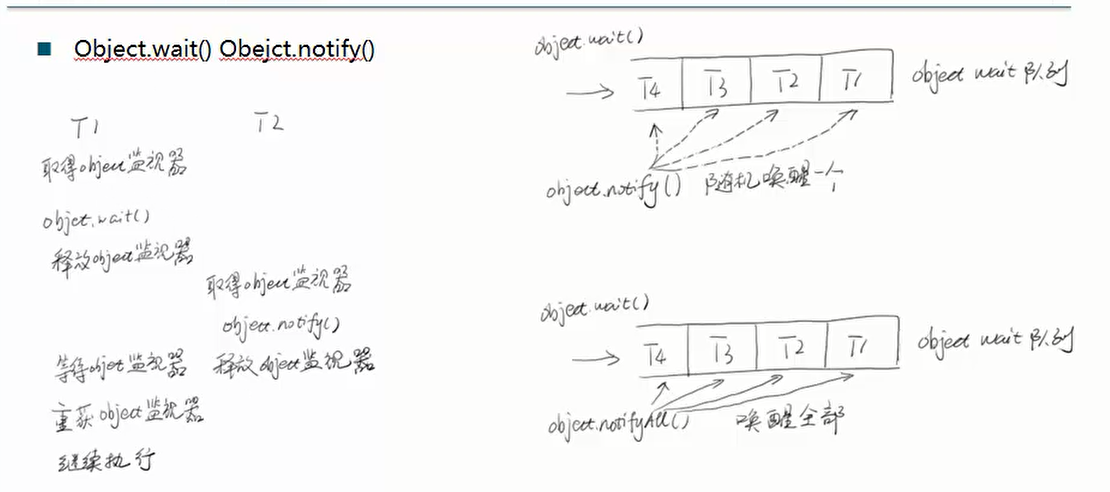 Object.wait() Obejct.notify()
T1
T2
取得object监视器
objct.wait()
释放object监视器
取得object监视器
object.notify()
等待objct监视器
释放object监视器
重获object监视器
继续执行
object.wait()
T4 T3 T2 T1
object wait 队列
object.notify() 随机唤醒一个
object.wait()
T4 T3 T2 T1
object wait 队列
object.notifyAll() 唤醒全部